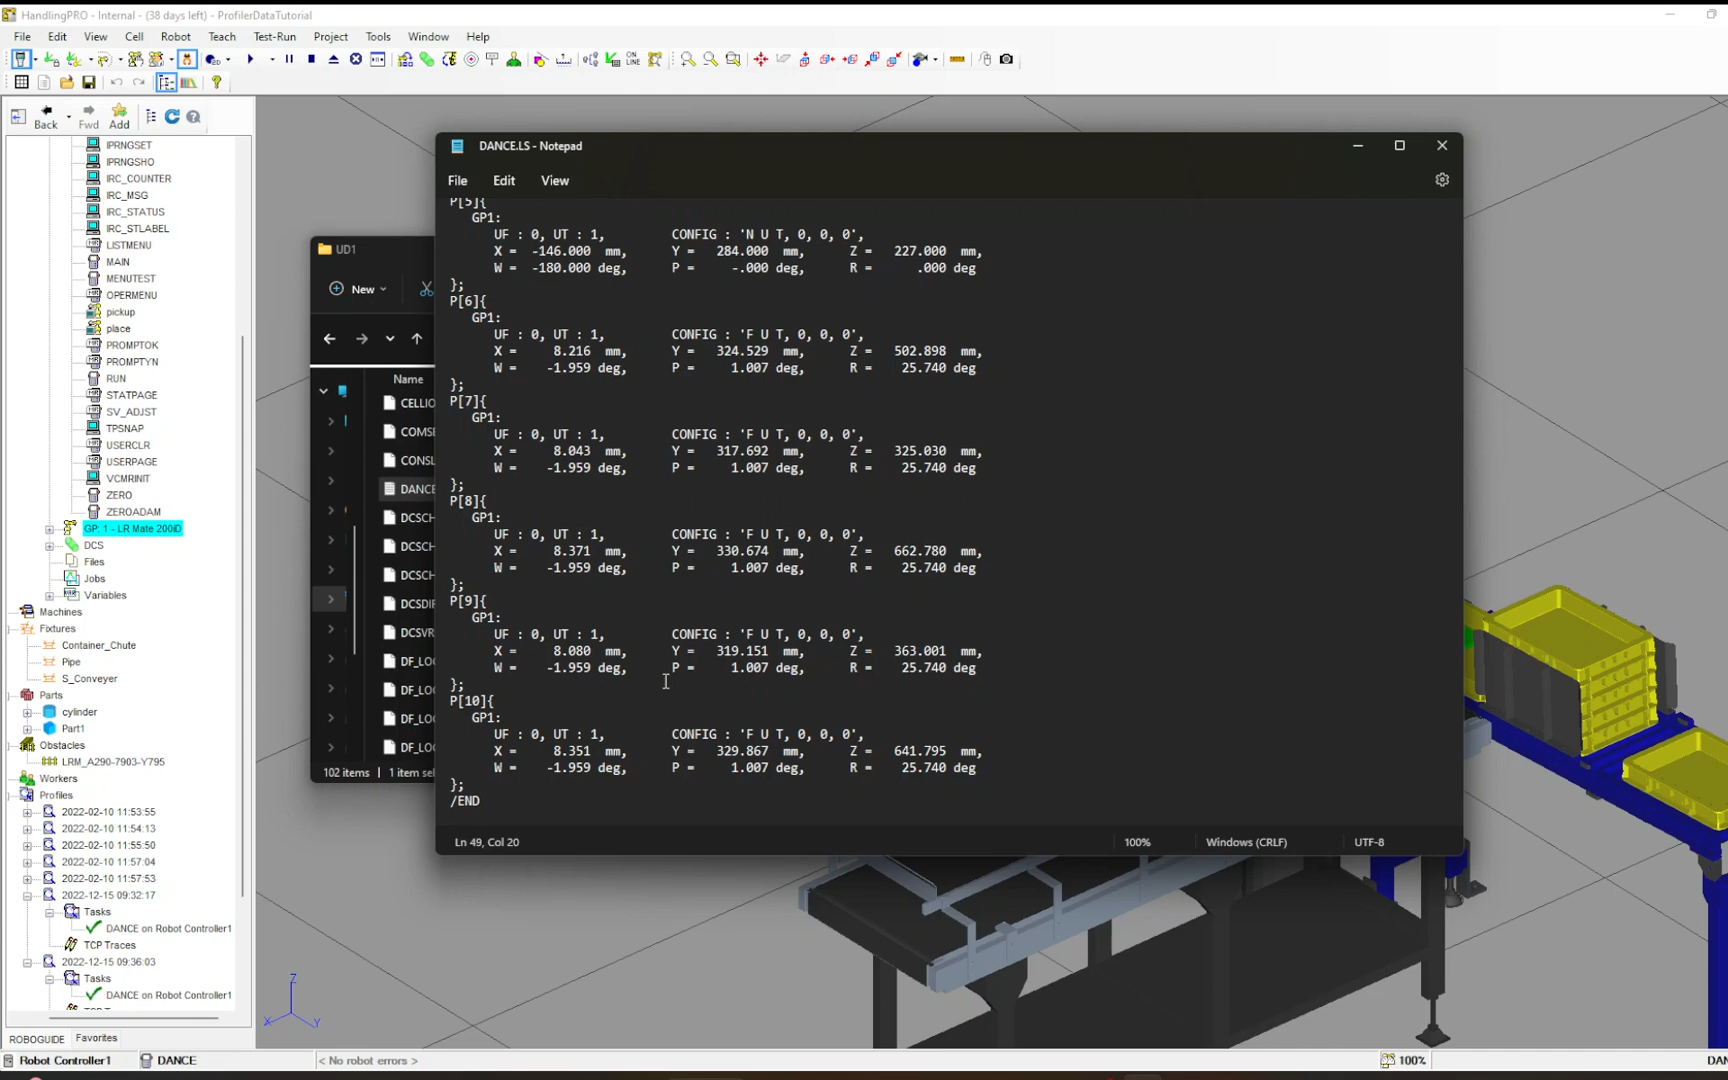 HandlingPRO - Internal - (38 days left) - ProfilerDataTutorial
File Edit View Cell Robot Teach Test-Run Project Tools Window Help
ON LINE
Back Fwd Add
IPRNGSET
IPRNGSHO
IRC_COUNTER
IRC_MSG
IRC_STATUS
IRC_STLABEL
LISTMENU
MAIN
MENUTEST
OPERMENU
pickup
place
PROMPTOK
PROMPTYN
RUN
STATPAGE
SV_ADJST
TPSNAP
USERCLR
USERPAGE
VCMRINIT
ZERO
ZEROADAM
GP: 1 - LR Mate 200iD
DCS
Files
Jobs
Variables
Machines
Fixtures
Container_Chute
Pipe
S_Conveyer
Parts
cylinder
Part1
Obstacles
LRM_A290-7903-Y795
Workers
Profiles
2022-02-10 11:53:55
2022-02-10 11:54:13
2022-02-10 11:55:50
2022-02-10 11:57:04
2022-02-10 11:57:53
2022-12-15 09:32:17
Tasks
DANCE on Robot Controller1
TCP Traces
2022-12-15 09:36:03
Tasks
DANCE on Robot Controller1
ROBOGUIDE Favorites
UD1
New
Name
CELLIO
COMSE
CONSL
DANCE
DCSCH
DCSCH
DCSCH
DCSDIF
DCSVR
DF_LOG
DF_LO
DF_LO
DF_LO
102 items 1 item sel
DANCE.LS - Notepad
File Edit View
P[5]{
GP1:
UF : 0, UT : 1, CONFIG : 'N U T, 0, 0, 0',
X = -146.000 mm, Y = 284.000 mm, Z = 227.000 mm,
W = -180.000 deg, P = -.000 deg, R = .000 deg
};
P[6]{
GP1:
UF : 0, UT : 1, CONFIG : 'F U T, 0, 0, 0',
X = 8.216 mm, Y = 324.529 mm, Z = 502.898 mm,
W = -1.959 deg, P = 1.007 deg, R = 25.740 deg
};
P[7]{
GP1:
UF : 0, UT : 1, CONFIG : 'F U T, 0, 0, 0',
X = 8.043 mm, Y = 317.692 mm, Z = 325.030 mm,
W = -1.959 deg, P = 1.007 deg, R = 25.740 deg
};
P[8]{
GP1:
UF : 0, UT : 1, CONFIG : 'F U T, 0, 0, 0',
X = 8.371 mm, Y = 330.674 mm, Z = 662.780 mm,
W = -1.959 deg, P = 1.007 deg, R = 25.740 deg
};
P[9]{
GP1:
UF : 0, UT : 1, CONFIG : 'F U T, 0, 0, 0',
X = 8.080 mm, Y = 319.151 mm, Z = 363.001 mm,
W = -1.959 deg, P = 1.007 deg, R = 25.740 deg
};
P[10]{
GP1:
UF : 0, UT : 1, CONFIG : 'F U T, 0, 0, 0',
X = 8.351 mm, Y = 329.867 mm, Z = 641.795 mm,
W = -1.959 deg, P = 1.007 deg, R = 25.740 deg
};
/END
Ln 49, Col 20 100% Windows (CRLF) UTF-8
Z
X Y
Robot Controller1 DANCE < No robot errors > 100% DAN